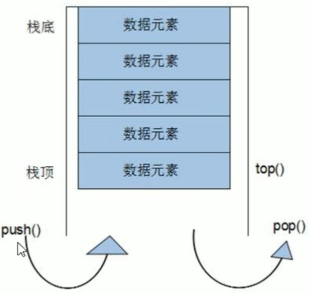 栈底
数据元素
数据元素
数据元素
数据元素
栈顶
数据元素
top()
push()
pop()